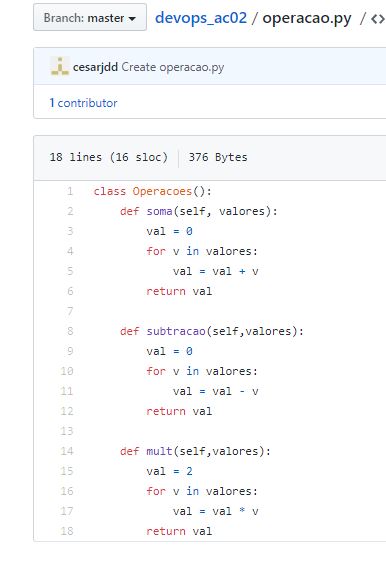 Branch: master devops_ac02 / operacao.py / <>
cesarjdd Create operacao.py
1 contributor
18 lines (16 sloc) 376 Bytes
1 class Operacoes():
2     def soma(self, valores):
3         val = 0
4         for v in valores:
5             val = val + v
6         return val
7
8     def subtracao(self,valores):
9         val = 0
10         for v in valores:
11             val = val - v
12         return val
13
14     def mult(self,valores):
15         val = 2
16         for v in valores:
17             val = val * v
18         return val